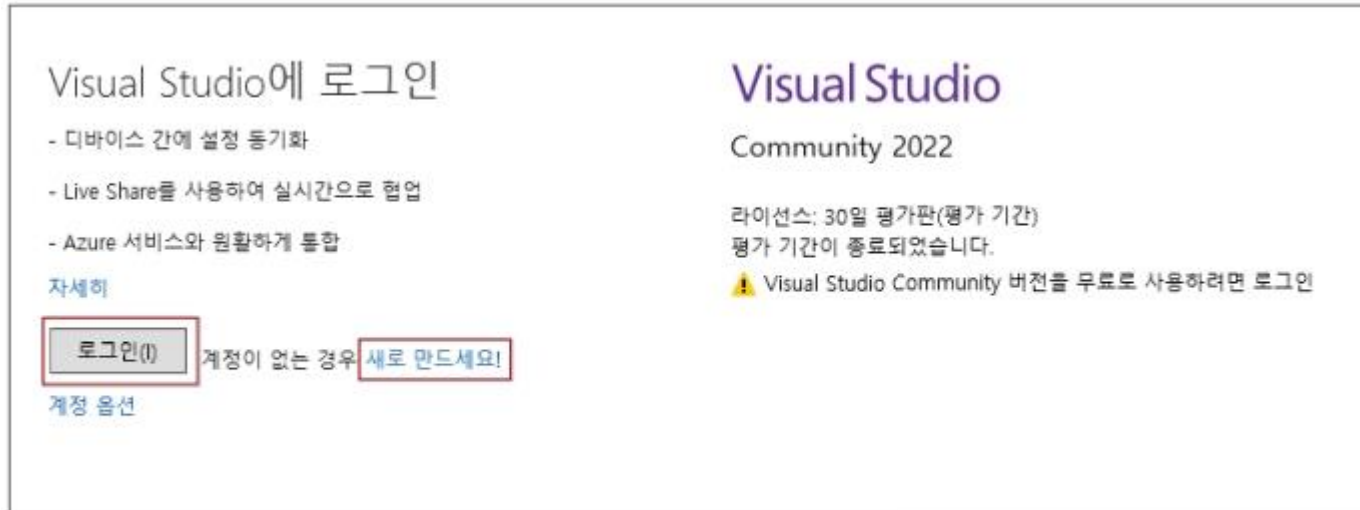 Visual Studio에 로그인
- 디바이스 간에 설정 동기화
- Live Share를 사용하여 실시간으로 협업
- Azure 서비스와 원활하게 통합
자세히
로그인(I) 계정이 없는 경우 새로 만드세요!
계정 옵션
Visual Studio
Community 2022
라이선스: 30일 평가판(평가 기간)
평가 기간이 종료되었습니다.
Visual Studio Community 버전을 무료로 사용하려면 로그인